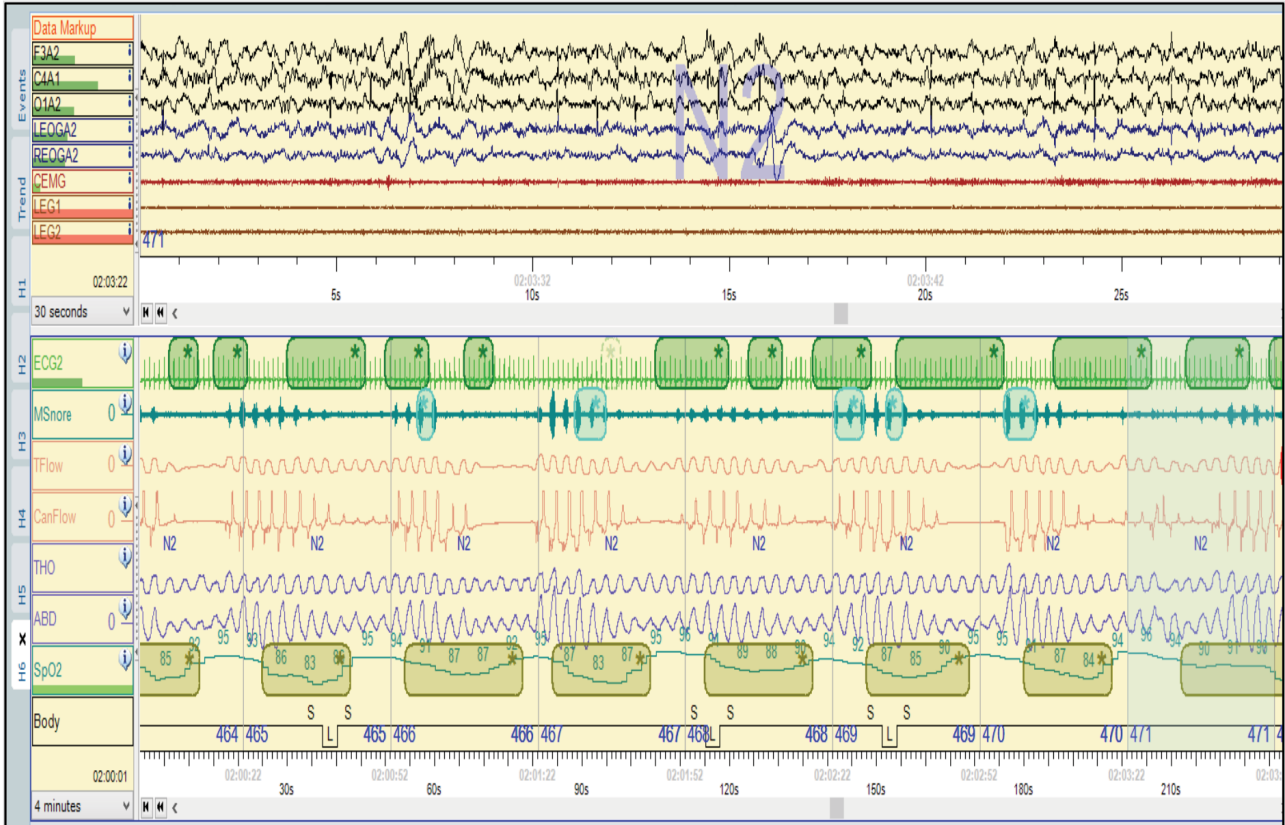 Data Markup
F3A2
C4A1
O1A2
LEOGA2
REOGA2
CEMG
LEG1
LEG2
Events
Trend
H1
H2
H3
H4
H5
H6 X
N2
471
02:03:22
02:03:32
02:03:42
5s 10s 15s 20s 25s
30 seconds
ECG2
MSnore 0
TFlow 0
CanFlow 0
N2 N2 N2 N2 N2 N2 N2 N2
THO
ABD 0
SpO2
85 92 95 93 86 83 95 94 91 87 87 92 95 87 83 87 95 96 94 89 88 90 94 92 87 85 90 95 95 91 87 84 94 96 94 90 91 90
Body
S S S S S S
L L L
464 465 465 466 466 467 467 468 468 469 469 470 470 471 471
02:00:01
02:00:22 02:00:52 02:01:22 02:01:52 02:02:22 02:02:52 02:03:22
30s 60s 90s 120s 150s 180s 210s
4 minutes